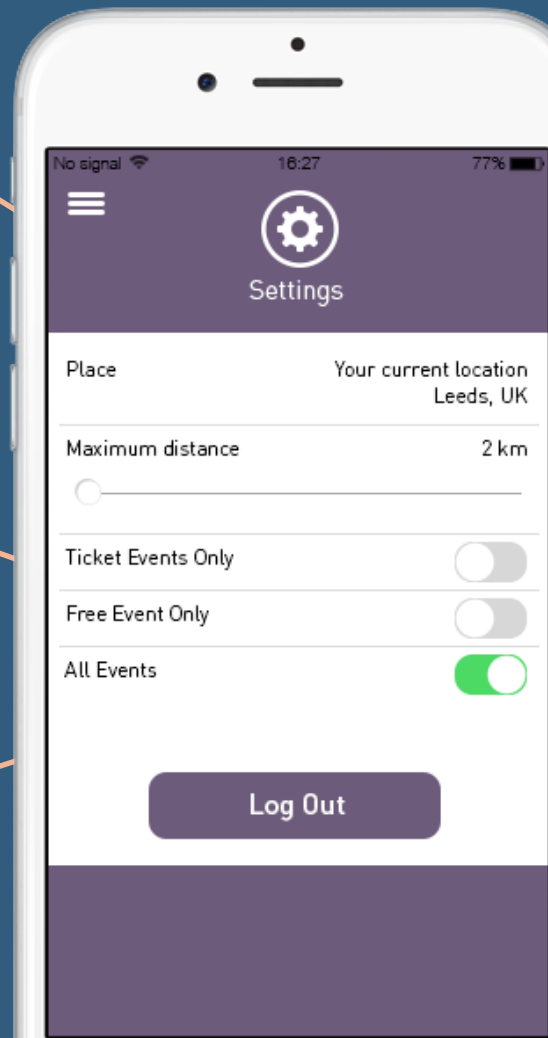 No signal 16:27 77%
Settings
Place Your current location
Leeds, UK
Maximum distance 2 km
Ticket Events Only
Free Event Only
All Events
Log Out